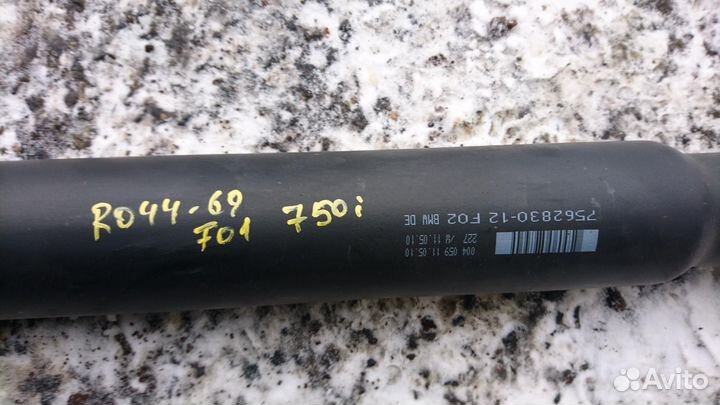 R044-69 750i
F01
7562830-12 F02 BMW DE
227 /W 11.05.10
004 059 11.05.10
Avito